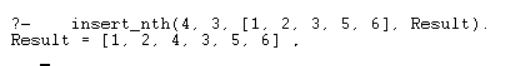 ?-    insert_nth(4, 3, [1, 2, 3, 5, 6], Result).
Result = [1, 2, 4, 3, 5, 6] .